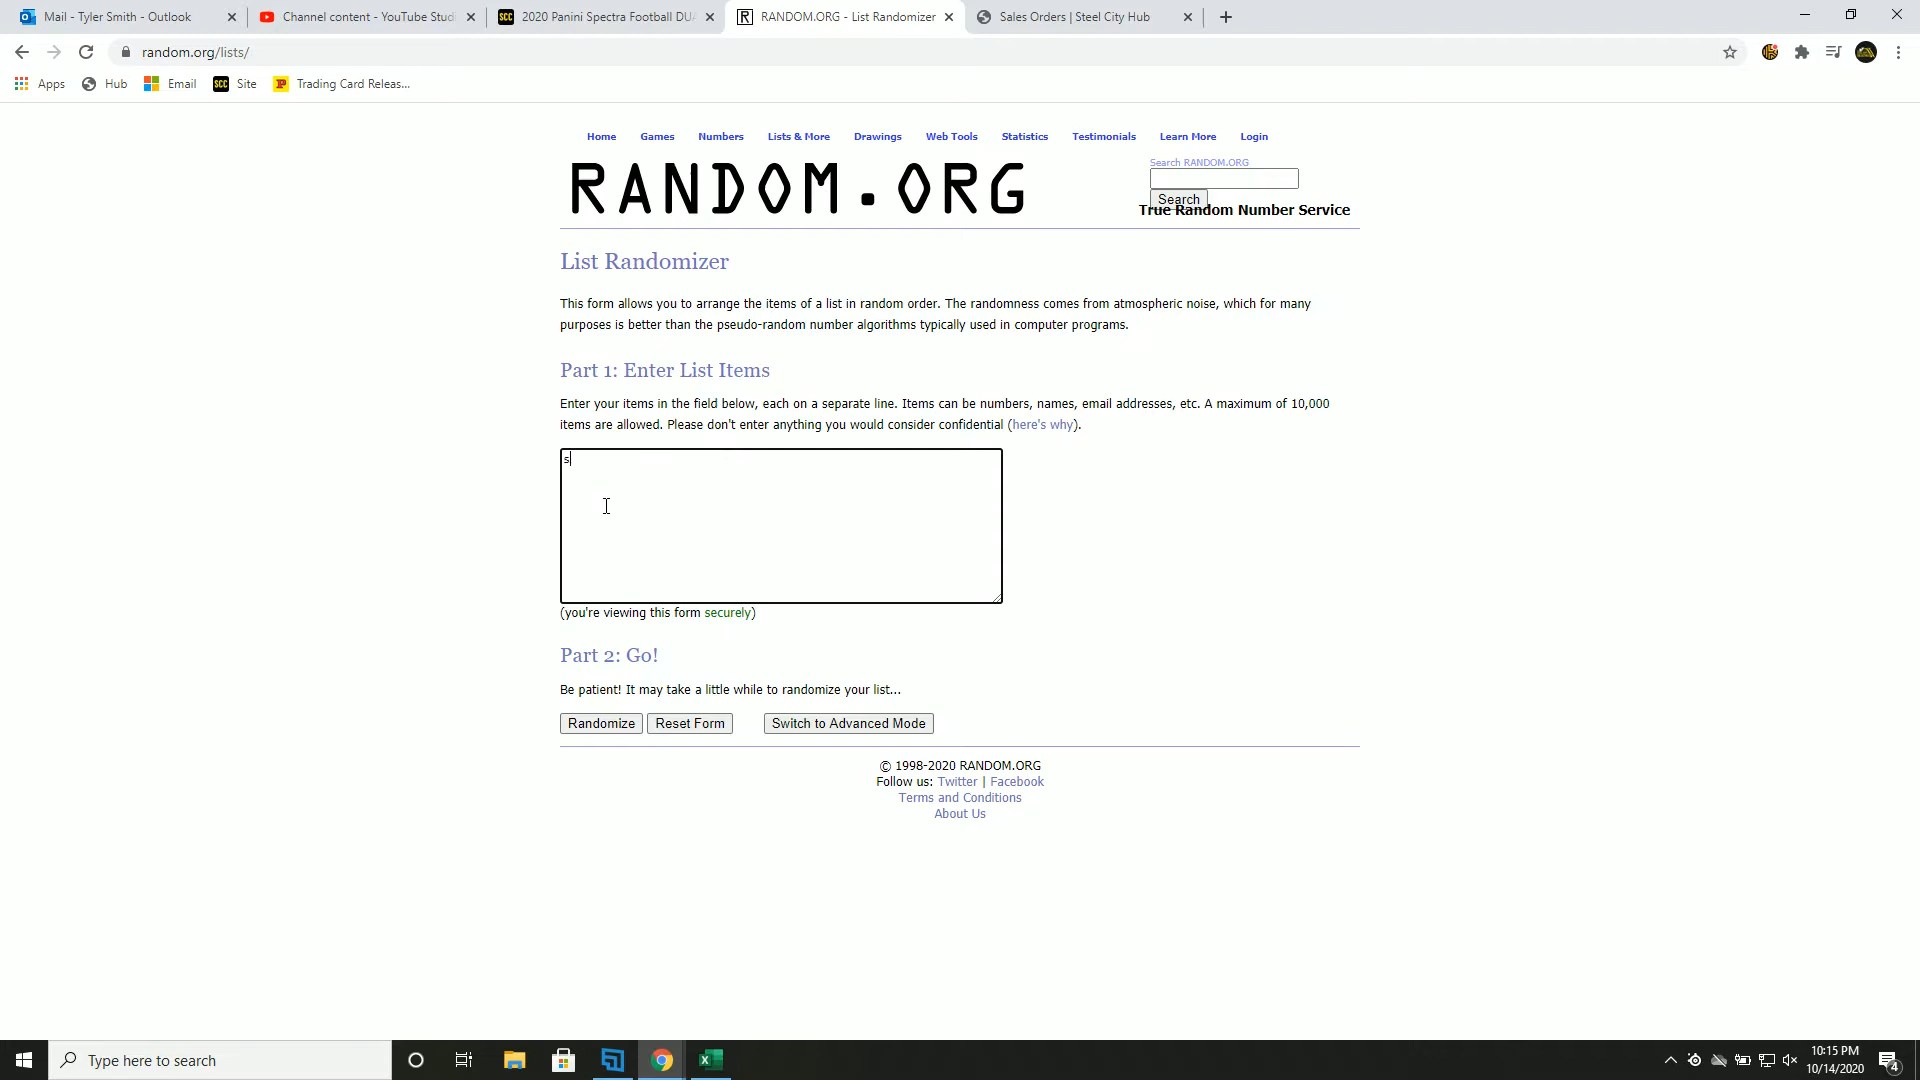 Mail - Tyler Smith - Outlook
Channel content - YouTube Stud
SCC 2020 Panini Spectra Football DUA
R RANDOM.ORG - List Randomizer
Sales Orders | Steel City Hub
random.org/lists/
Apps
Hub
Email
SCC Site
Trading Card Releas...
Home
Games
Numbers
Lists & More
Drawings
Web Tools
Statistics
Testimonials
Learn More
Login
RANDOM.ORG
Search RANDOM.ORG
Search
True Random Number Service
List Randomizer
This form allows you to arrange the items of a list in random order. The randomness comes from atmospheric noise, which for many
purposes is better than the pseudo-random number algorithms typically used in computer programs.
Part 1: Enter List Items
Enter your items in the field below, each on a separate line. Items can be numbers, names, email addresses, etc. A maximum of 10,000
items are allowed. Please don't enter anything you would consider confidential (here's why).
s
(you're viewing this form securely)
Part 2: Go!
Be patient! It may take a little while to randomize your list...
Randomize
Reset Form
Switch to Advanced Mode
© 1998-2020 RANDOM.ORG
Follow us: Twitter | Facebook
Terms and Conditions
About Us
Type here to search
10:15 PM
10/14/2020
4